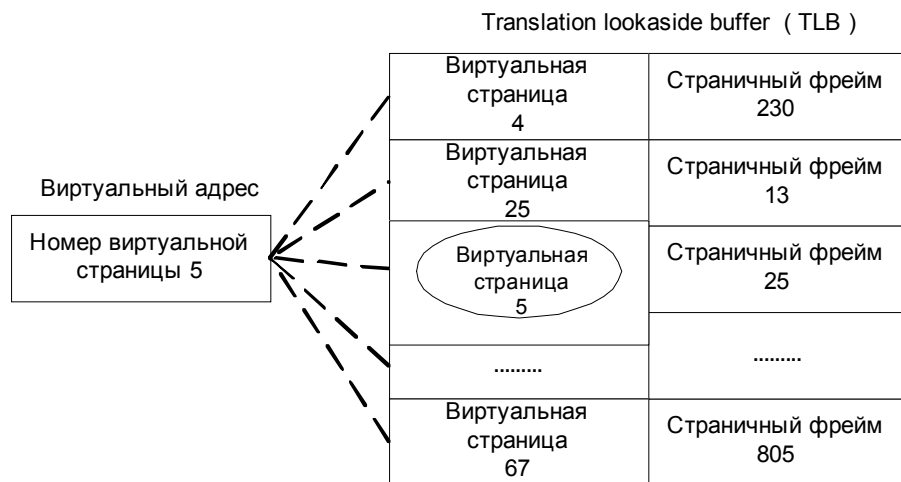 Translation lookaside buffer ( TLB )
Виртуальная
страница
4
Страничный фрейм
230
Виртуальная
страница
25
Страничный фрейм
13
Виртуальный адрес
Номер виртуальной
страницы 5
Виртуальная
страница
5
Страничный фрейм
25
.........
.........
Виртуальная
страница
67
Страничный фрейм
805